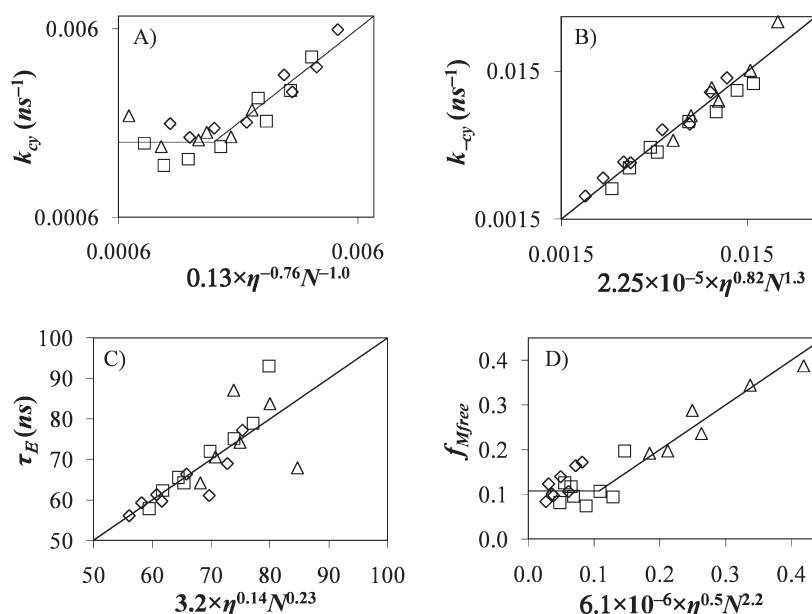 A)
0.006
0.0006
k_cy (ns⁻¹)
0.0006
0.006
0.13×η^−0.76 N^−1.0
B)
0.015
0.0015
k_−cy (ns⁻¹)
0.0015
0.015
2.25×10^−5×η^0.82 N^1.3
C)
100
90
80
70
60
50
τ_E (ns)
50 60 70 80 90 100
3.2×η^0.14 N^0.23
D)
0.4
0.3
0.2
0.1
0.0
f_Mfree
0.0 0.1 0.2 0.3 0.4
6.1×10^−6×η^0.5 N^2.2